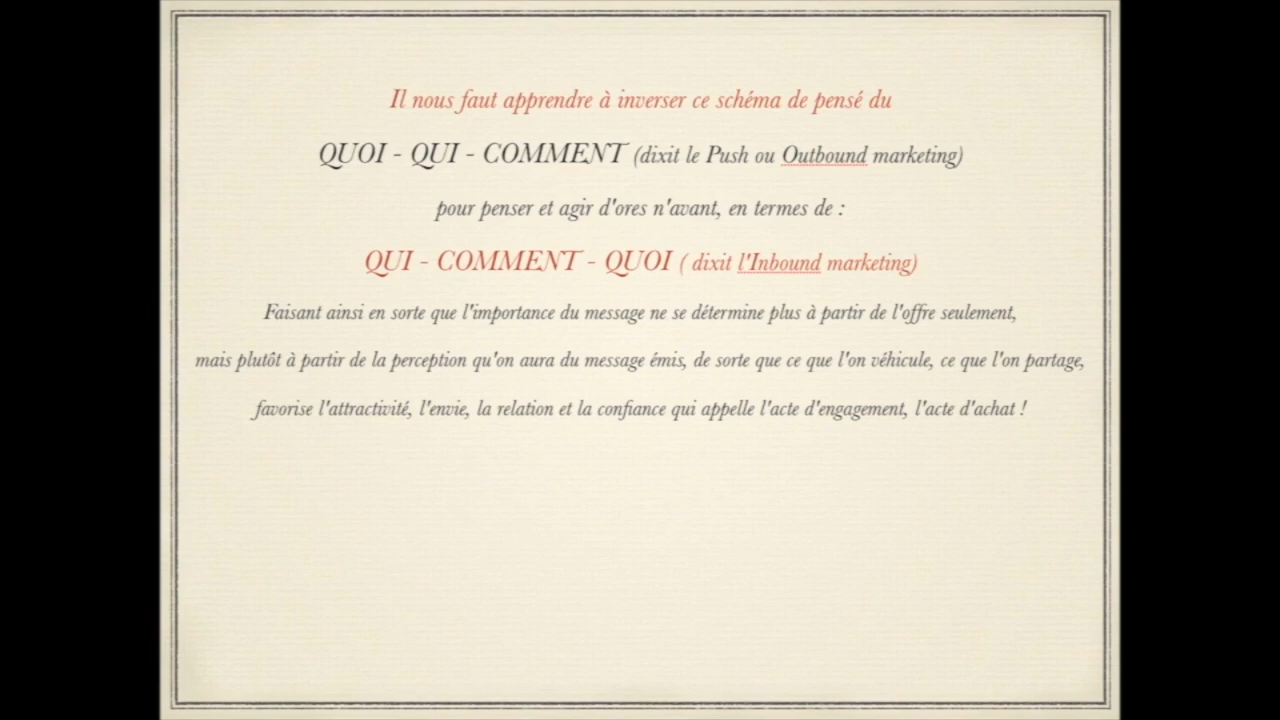 Il nous faut apprendre à inverser ce schéma de pensé du
QUOI - QUI - COMMENT (dixit le Push ou Outbound marketing)
pour penser et agir d'ores n'avant, en termes de :
QUI - COMMENT - QUOI ( dixit l'Inbound marketing)
Faisant ainsi en sorte que l'importance du message ne se détermine plus à partir de l'offre seulement,
mais plutôt à partir de la perception qu'on aura du message émis, de sorte que ce que l'on véhicule, ce que l'on partage,
favorise l'attractivité, l'envie, la relation et la confiance qui appelle l'acte d'engagement, l'acte d'achat !